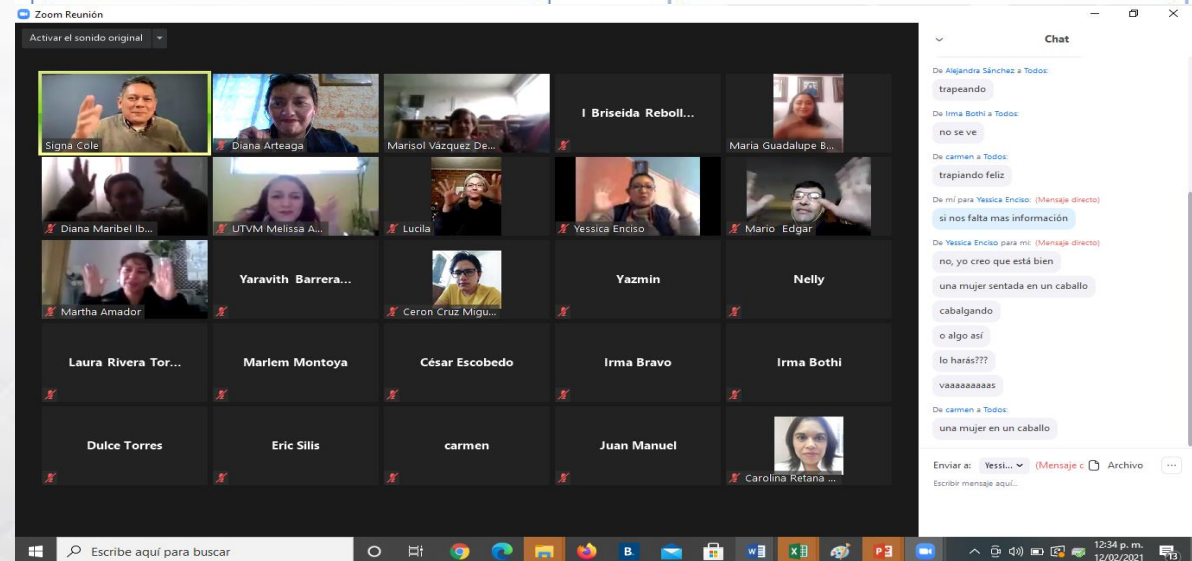 Zoom Reunión
Activar el sonido original
Signa Cole
Diana Arteaga
Marisol Vázquez De...
I Briseida Reboll...
Maria Guadalupe B...
Diana Maribel Ib...
UTVM Melissa A...
Lucila
Yessica Enciso
Mario Edgar
Martha Amador
Yaravith Barrera...
Ceron Cruz Migu...
Yazmin
Nelly
Laura Rivera Tor...
Marlem Montoya
César Escobedo
Irma Bravo
Irma Bothi
Dulce Torres
Eric Silis
carmen
Juan Manuel
Carolina Retana ...
Chat
De Alejandra Sánchez a Todos:
trapeando
De Irma Bothi a Todos:
no se ve
De carmen a Todos:
trapiando feliz
De mí para Yessica Enciso: (Mensaje directo)
si nos falta mas información
De Yessica Enciso para mí: (Mensaje directo)
no, yo creo que está bien
una mujer sentada en un caballo
cabalgando
o algo así
lo harás???
vaaaaaaaaas
De carmen a Todos:
una mujer en un caballo
Enviar a: Yessi... (Mensaje c Archivo ...
Escribir mensaje aquí...
Escribe aquí para buscar
12:34 p. m.
12/02/2021